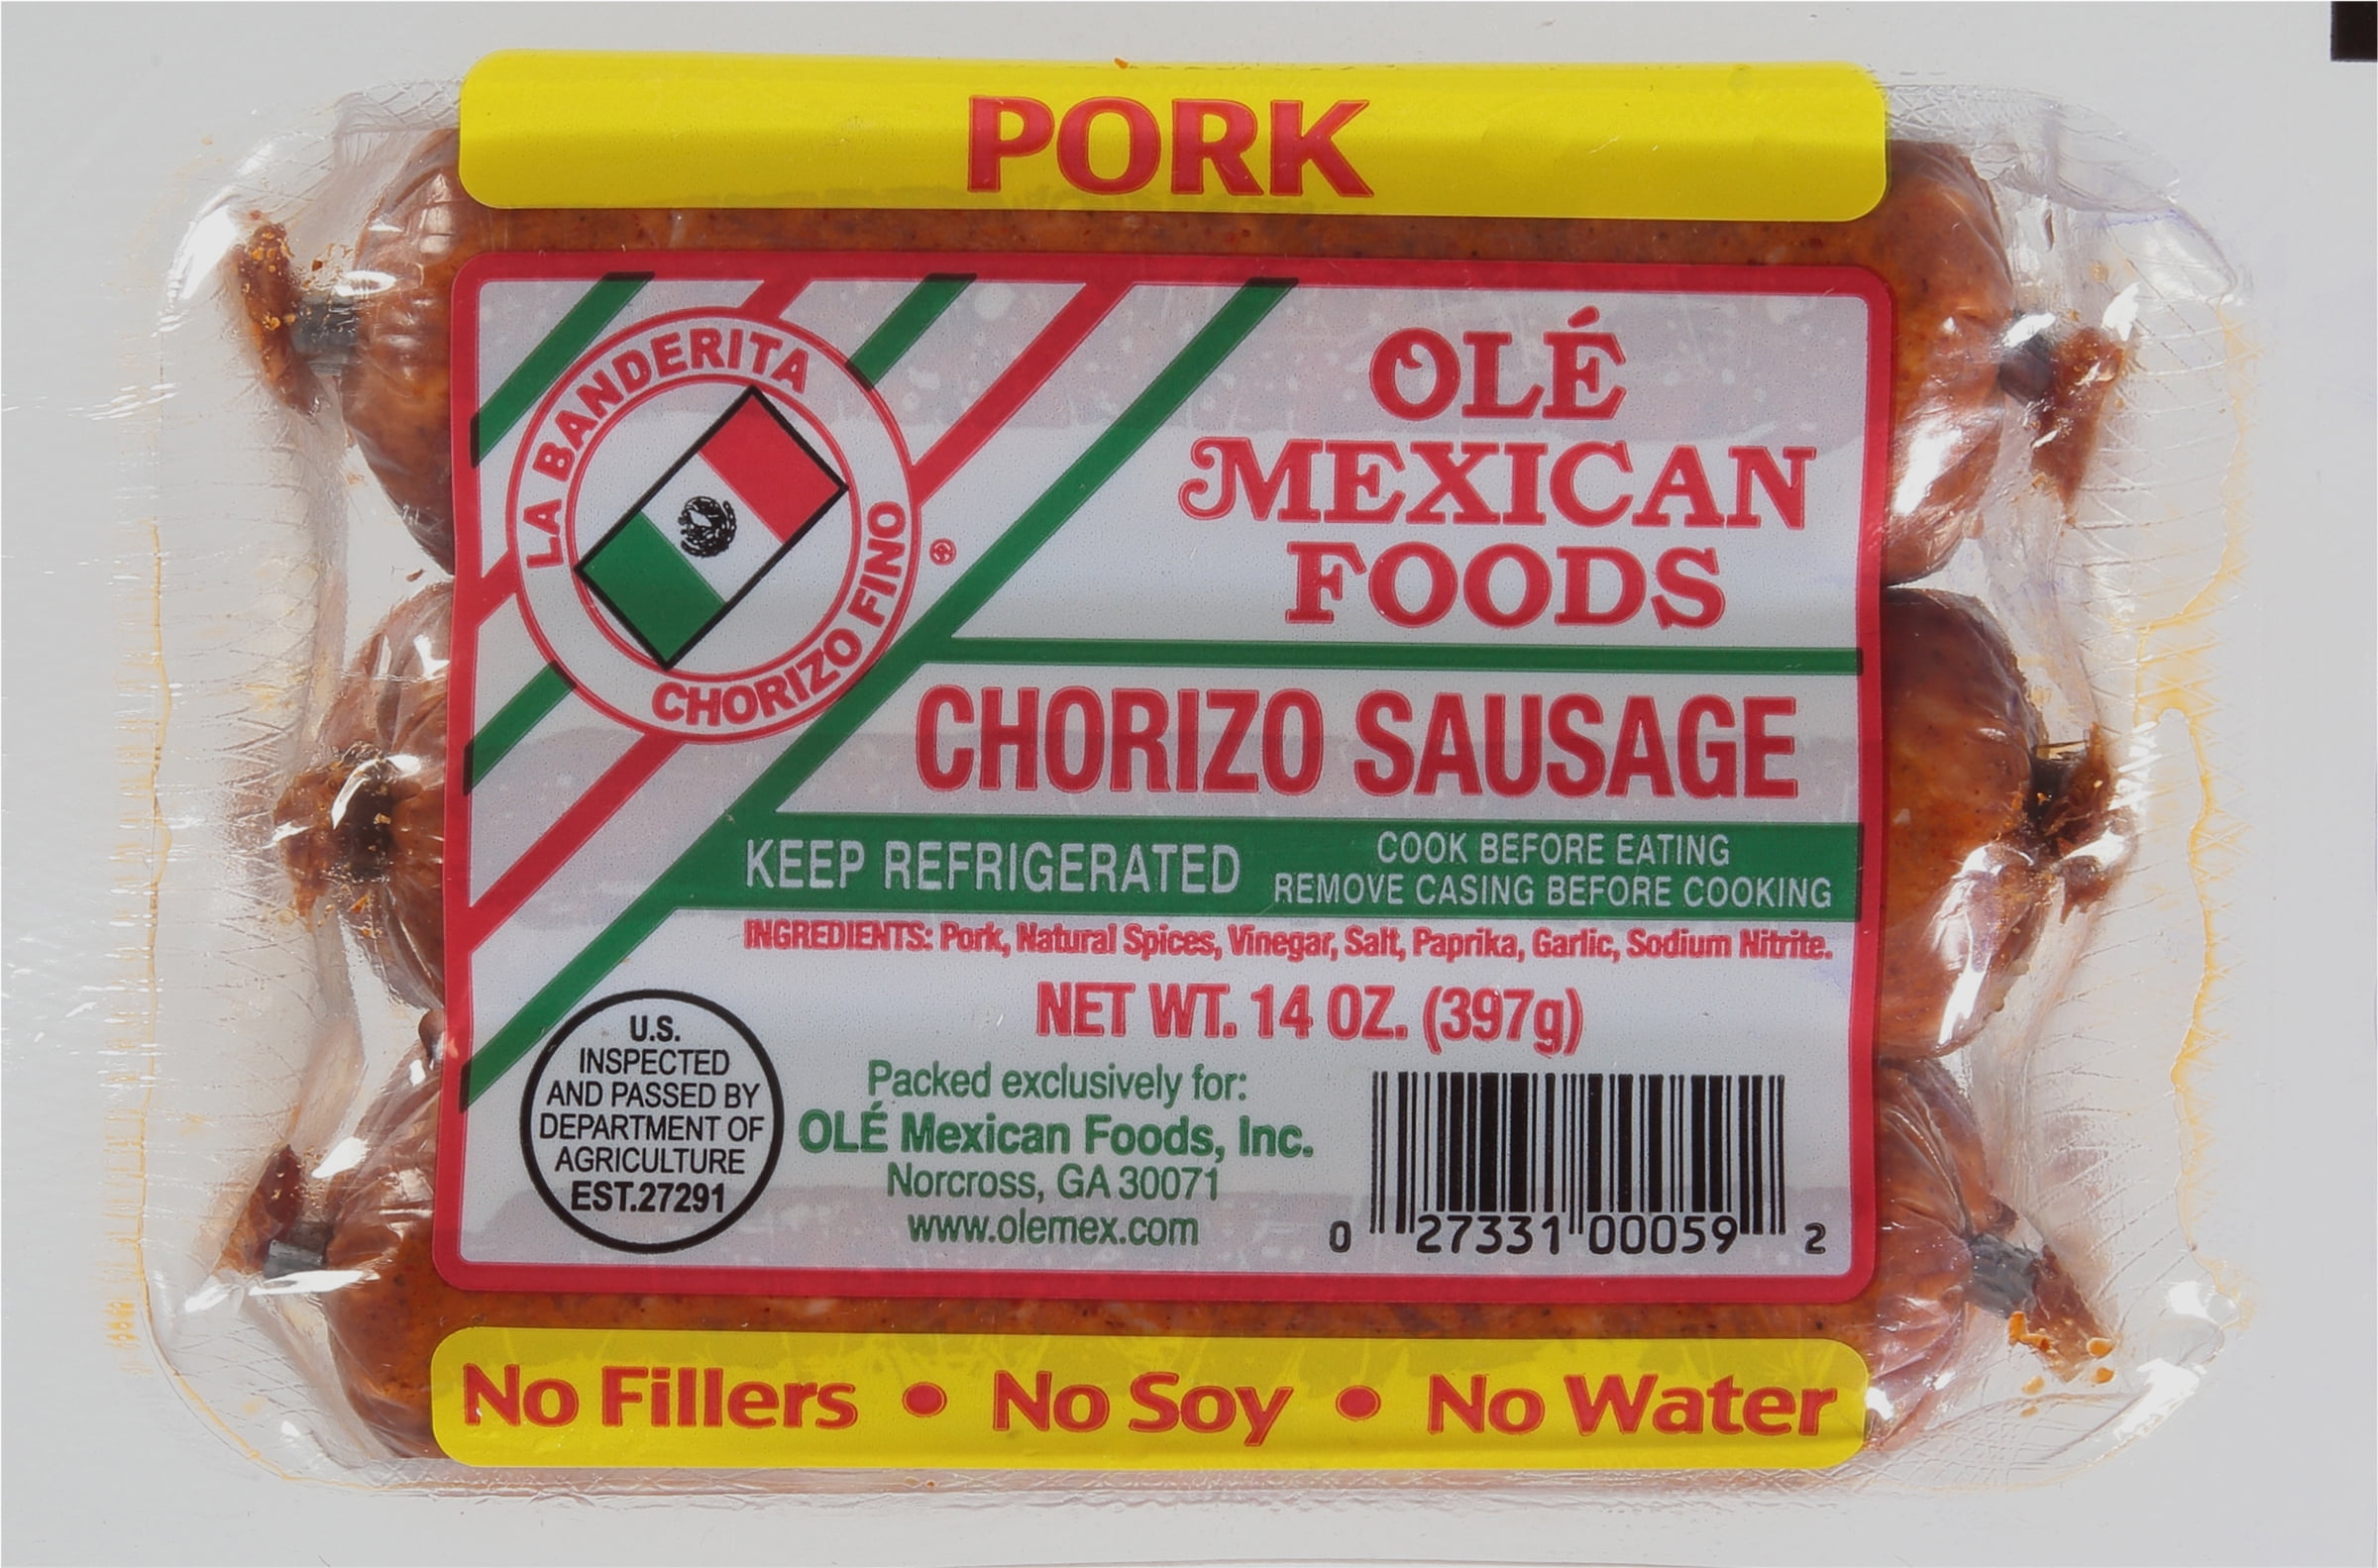 PORK
LA BANDERITA
CHORIZO FINO
®
OLÉ
MEXICAN
FOODS
CHORIZO SAUSAGE
KEEP REFRIGERATED
COOK BEFORE EATING
REMOVE CASING BEFORE COOKING
INGREDIENTS: Pork, Natural Spices, Vinegar, Salt, Paprika, Garlic, Sodium Nitrite.
NET WT. 14 OZ. (397g)
U.S.
INSPECTED
AND PASSED BY
DEPARTMENT OF
AGRICULTURE
EST.27291
Packed exclusively for:
OLÉ Mexican Foods, Inc.
Norcross, GA 30071
www.olemex.com
0 27331 00059 2
No Fillers • No Soy • No Water